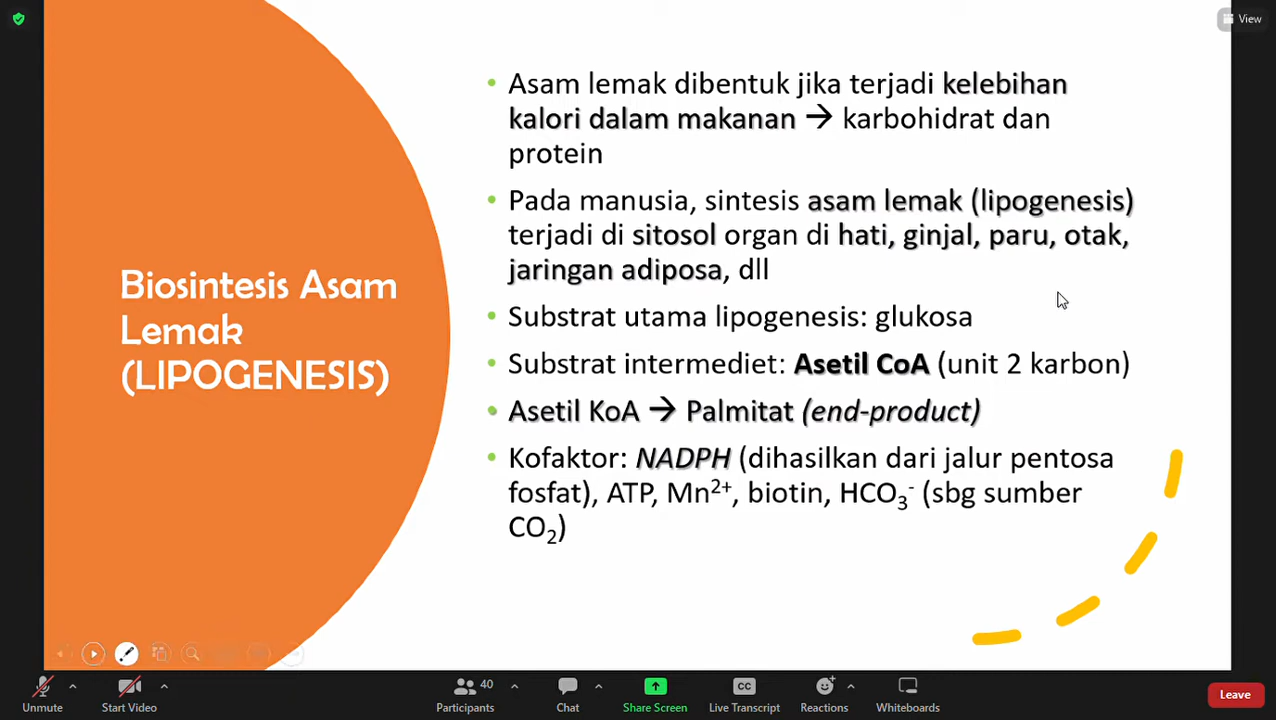 View
Biosintesis Asam
Lemak
(LIPOGENESIS)
• Asam lemak dibentuk jika terjadi kelebihan
kalori dalam makanan → karbohidrat dan
protein
• Pada manusia, sintesis asam lemak (lipogenesis)
terjadi di sitosol organ di hati, ginjal, paru, otak,
jaringan adiposa, dll
• Substrat utama lipogenesis: glukosa
• Substrat intermediet: Asetil CoA (unit 2 karbon)
• Asetil KoA → Palmitat (end-product)
• Kofaktor: NADPH (dihasilkan dari jalur pentosa
fosfat), ATP, Mn²⁺, biotin, HCO₃⁻ (sbg sumber
CO₂)
Unmute
Start Video
40
Participants
Chat
Share Screen
CC
Live Transcript
Reactions
Whiteboards
Leave